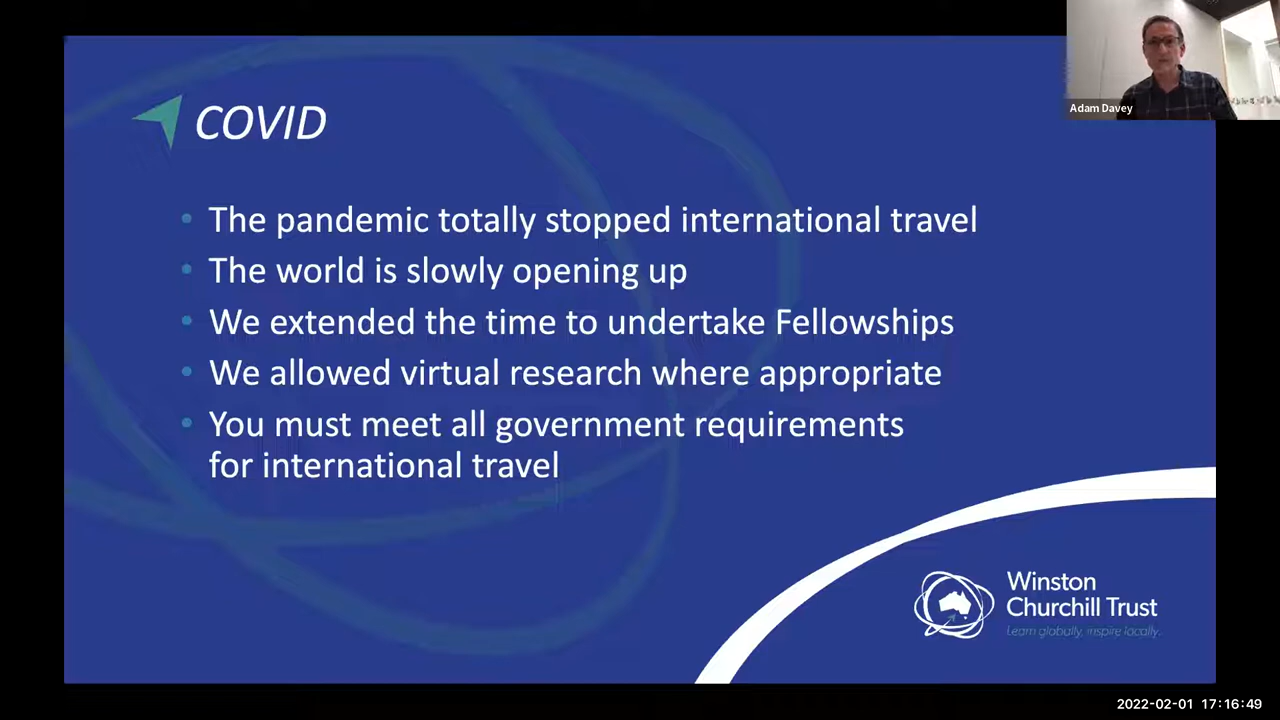 Adam Davey
COVID
• The pandemic totally stopped international travel
• The world is slowly opening up
• We extended the time to undertake Fellowships
• We allowed virtual research where appropriate
• You must meet all government requirements
for international travel
Winston
Churchill Trust
Learn globally, inspire locally.
2022-02-01 17:16:49